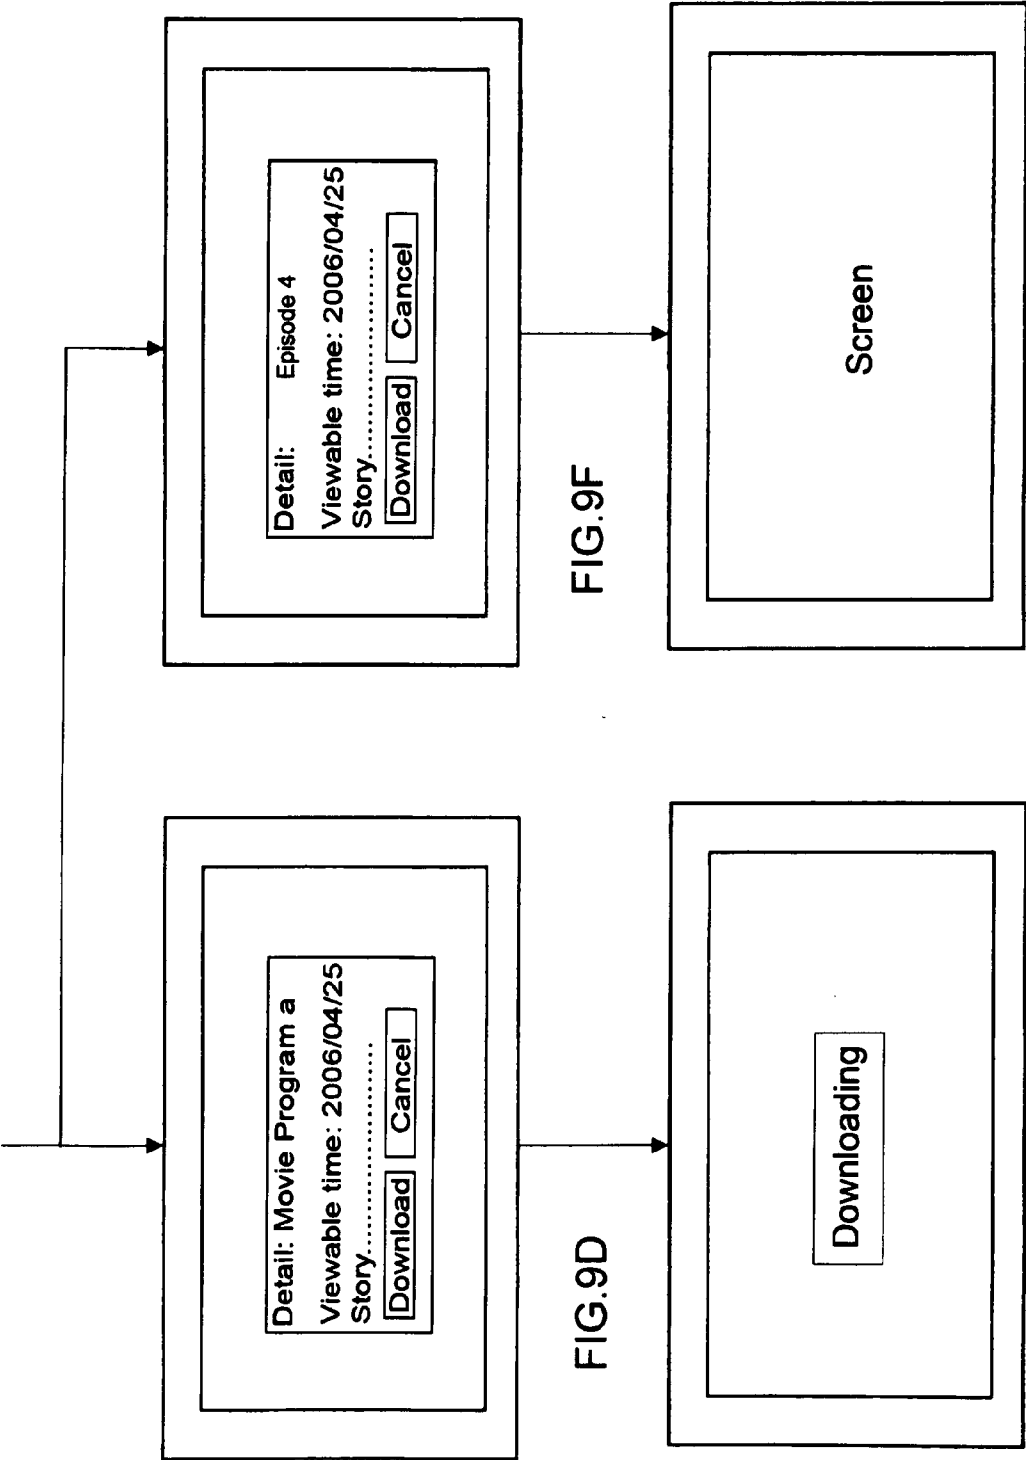 Detail: Movie Program a
Viewable time: 2006/04/25
Story......................
Download
Cancel
FIG.9D
Downloading
Detail: Episode 4
Viewable time: 2006/04/25
Story......................
Download
Cancel
FIG.9F
Screen